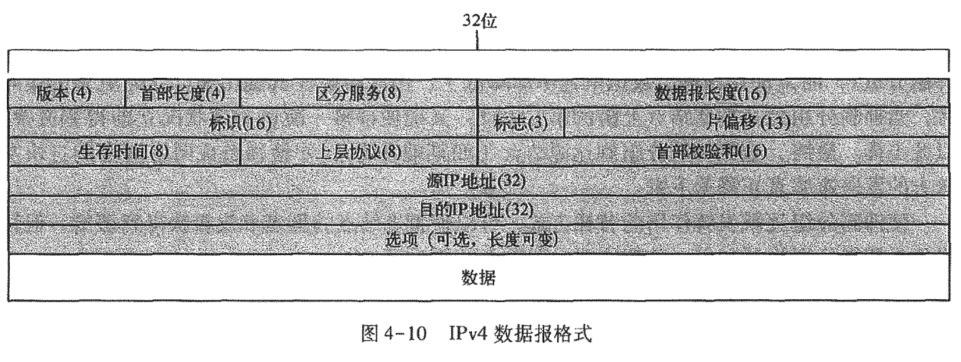 32位
版本(4) 首部长度(4) 区分服务(8) 数据报长度(16)
标识(16) 标志(3) 片偏移(13)
生存时间(8) 上层协议(8) 首部校验和(16)
源IP地址(32)
目的IP地址(32)
选项（可选，长度可变）
数据
图 4-10 IPv4 数据报格式